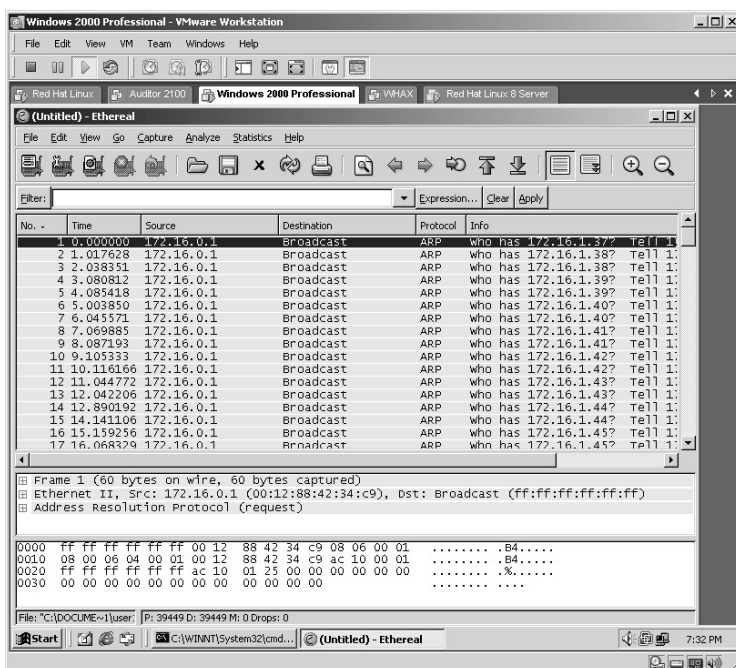 Windows 2000 Professional - VMware Workstation
File Edit View VM Team Windows Help
Red Hat Linux Auditor 2100 Windows 2000 Professional WHAX Red Hat Linux 8 Server
(Untitled) - Ethereal
File Edit View Go Capture Analyze Statistics Help
Filter: Expression... Clear Apply
No. . Time Source Destination Protocol Info
1 0.000000 172.16.0.1 Broadcast ARP who has 172.16.1.37? Tell 17
2 1.017628 172.16.0.1 Broadcast ARP who has 172.16.1.38? Tell 17
3 2.038351 172.16.0.1 Broadcast ARP who has 172.16.1.38? Tell 17
4 3.080812 172.16.0.1 Broadcast ARP who has 172.16.1.39? Tell 17
5 4.085418 172.16.0.1 Broadcast ARP who has 172.16.1.39? Tell 17
6 5.003850 172.16.0.1 Broadcast ARP who has 172.16.1.40? Tell 17
7 6.045571 172.16.0.1 Broadcast ARP who has 172.16.1.40? Tell 17
8 7.069885 172.16.0.1 Broadcast ARP who has 172.16.1.41? Tell 17
9 8.087193 172.16.0.1 Broadcast ARP who has 172.16.1.41? Tell 17
10 9.105333 172.16.0.1 Broadcast ARP who has 172.16.1.42? Tell 17
11 10.116166 172.16.0.1 Broadcast ARP who has 172.16.1.42? Tell 17
12 11.044772 172.16.0.1 Broadcast ARP who has 172.16.1.43? Tell 17
13 12.042206 172.16.0.1 Broadcast ARP who has 172.16.1.43? Tell 17
14 12.890192 172.16.0.1 Broadcast ARP who has 172.16.1.44? Tell 17
15 14.141106 172.16.0.1 Broadcast ARP who has 172.16.1.44? Tell 17
16 15.159256 172.16.0.1 Broadcast ARP who has 172.16.1.45? Tell 17
17 16.068329 172.16.0.1 Broadcast ARP who has 172.16.1.45? Tell 17
Frame 1 (60 bytes on wire, 60 bytes captured)
Ethernet II, Src: 172.16.0.1 (00:12:88:42:34:c9), Dst: Broadcast (ff:ff:ff:ff:ff:ff)
Address Resolution Protocol (request)
0000 ff ff ff ff ff ff 00 12 88 42 34 c9 08 06 00 01 ........ .B4.....
0010 08 00 06 04 00 01 00 12 88 42 34 c9 ac 10 00 01 ........ .B4.....
0020 ff ff ff ff ff ff ac 10 01 25 00 00 00 00 00 00 ........ .%......
0030 00 00 00 00 00 00 00 00 00 00 00 00 ........ ....
File: "C:\DOCUME~1\user: P: 39449 D: 39449 M: 0 Drops: 0
Start C:\WINNT\System32\cmd... (Untitled) - Ethereal 7:32 PM